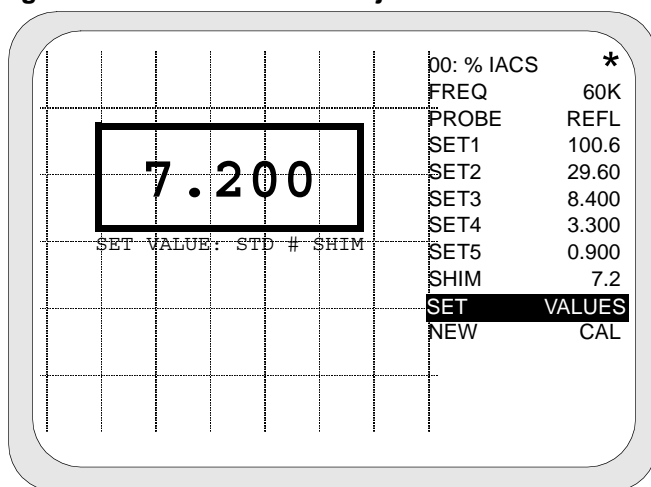 00: % IACS *
FREQ 60K
PROBE REFL
SET1 100.6
SET2 29.60
SET3 8.400
SET4 3.300
SET5 0.900
SHIM 7.2
SET VALUES
NEW CAL
7.200
SET VALUE: STD # SHIM